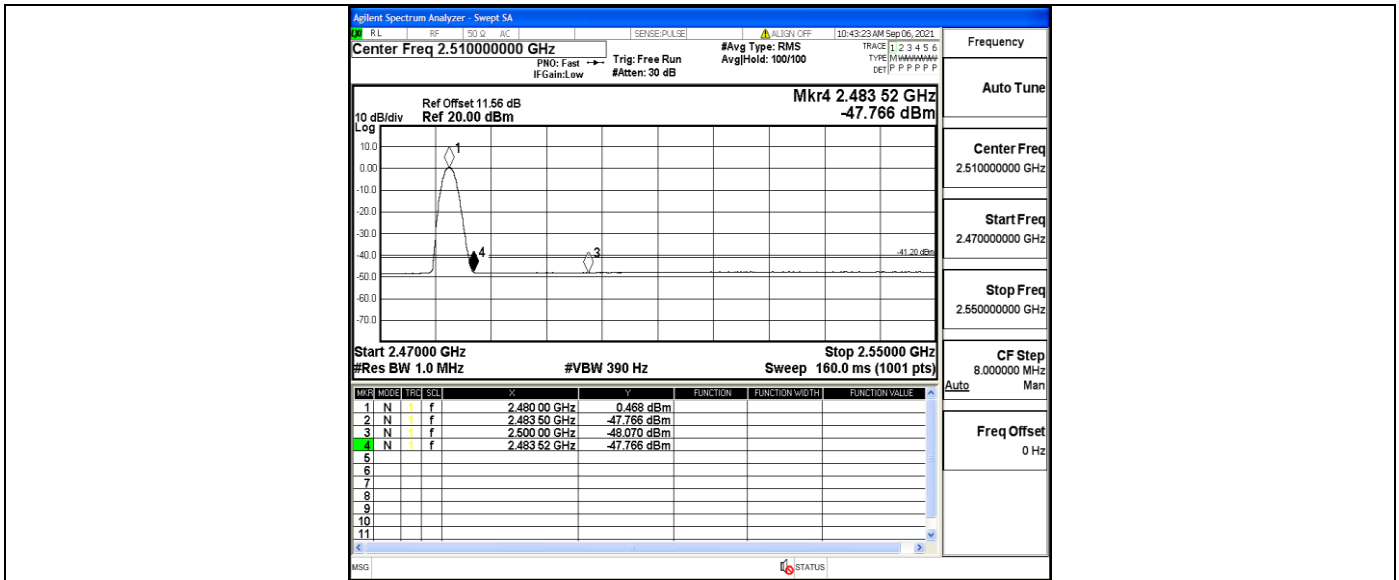 Agilent Spectrum Analyzer - Swept SA
RL RF 50 Ω AC SENSE:PULSE ALIGN OFF 10:43:23 AM Sep 06, 2021
Center Freq 2.510000000 GHz
PNO: Fast
IFGain:Low
Trig: Free Run
#Atten: 30 dB
#Avg Type: RMS
Avg|Hold: 100/100
TRACE 1 2 3 4 5 6
TYPE M
DET P P P P P P
Mkr4 2.483 52 GHz
-47.766 dBm
Ref Offset 11.56 dB
10 dB/div Ref 20.00 dBm
Log
10.0
0.00
-10.0
-20.0
-30.0
-40.0
-50.0
-60.0
-70.0
1
4
3
-41.20 dBm
Start 2.47000 GHz Stop 2.55000 GHz
#Res BW 1.0 MHz #VBW 390 Hz Sweep 160.0 ms (1001 pts)
MKR MODE TRC SCL X Y FUNCTION FUNCTION WIDTH FUNCTION VALUE
1 N 1 f 2.480 00 GHz 0.468 dBm
2 N 1 f 2.483 50 GHz -47.766 dBm
3 N 1 f 2.500 00 GHz -48.070 dBm
4 N 1 f 2.483 52 GHz -47.766 dBm
5
6
7
8
9
10
11
MSG STATUS
Frequency
Auto Tune
Center Freq
2.510000000 GHz
Start Freq
2.470000000 GHz
Stop Freq
2.550000000 GHz
CF Step
8.000000 MHz
Auto Man
Freq Offset
0 Hz